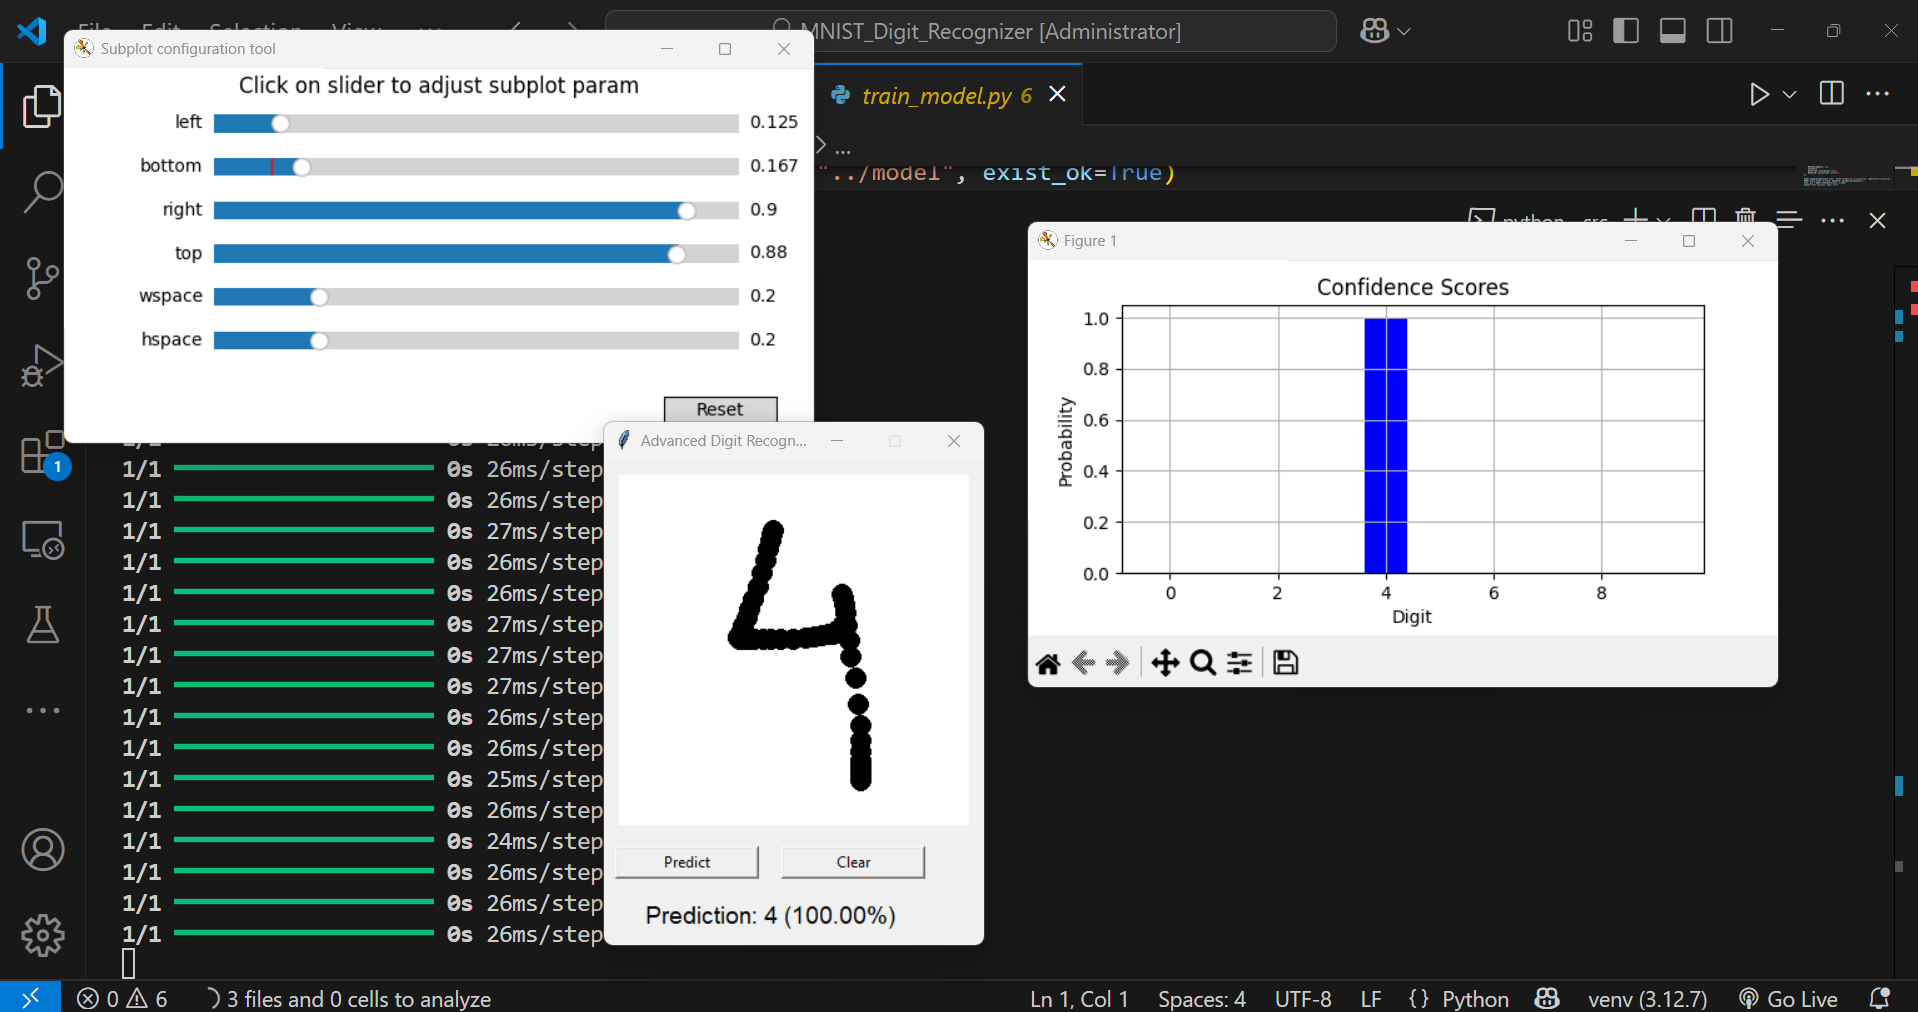 File Edit Selection View ...
MNIST_Digit_Recognizer [Administrator]
Subplot configuration tool
Click on slider to adjust subplot param
left 0.125
bottom 0.167
right 0.9
top 0.88
wspace 0.2
hspace 0.2
Reset
train_model.py 6
> ...
"../model", exist_ok=True)
python - src
Figure 1
Confidence Scores
Probability
1.0
0.8
0.6
0.4
0.2
0.0
0 2 4 6 8
Digit
1
1/1 0s 26ms/step
1/1 0s 26ms/step
1/1 0s 27ms/step
1/1 0s 26ms/step
1/1 0s 26ms/step
1/1 0s 27ms/step
1/1 0s 27ms/step
1/1 0s 27ms/step
1/1 0s 26ms/step
1/1 0s 26ms/step
1/1 0s 25ms/step
1/1 0s 26ms/step
1/1 0s 24ms/step
1/1 0s 26ms/step
1/1 0s 26ms/step
1/1 0s 26ms/step
Advanced Digit Recogn...
4
Predict Clear
Prediction: 4 (100.00%)
0 6 3 files and 0 cells to analyze
Ln 1, Col 1 Spaces: 4 UTF-8 LF {} Python venv (3.12.7) Go Live